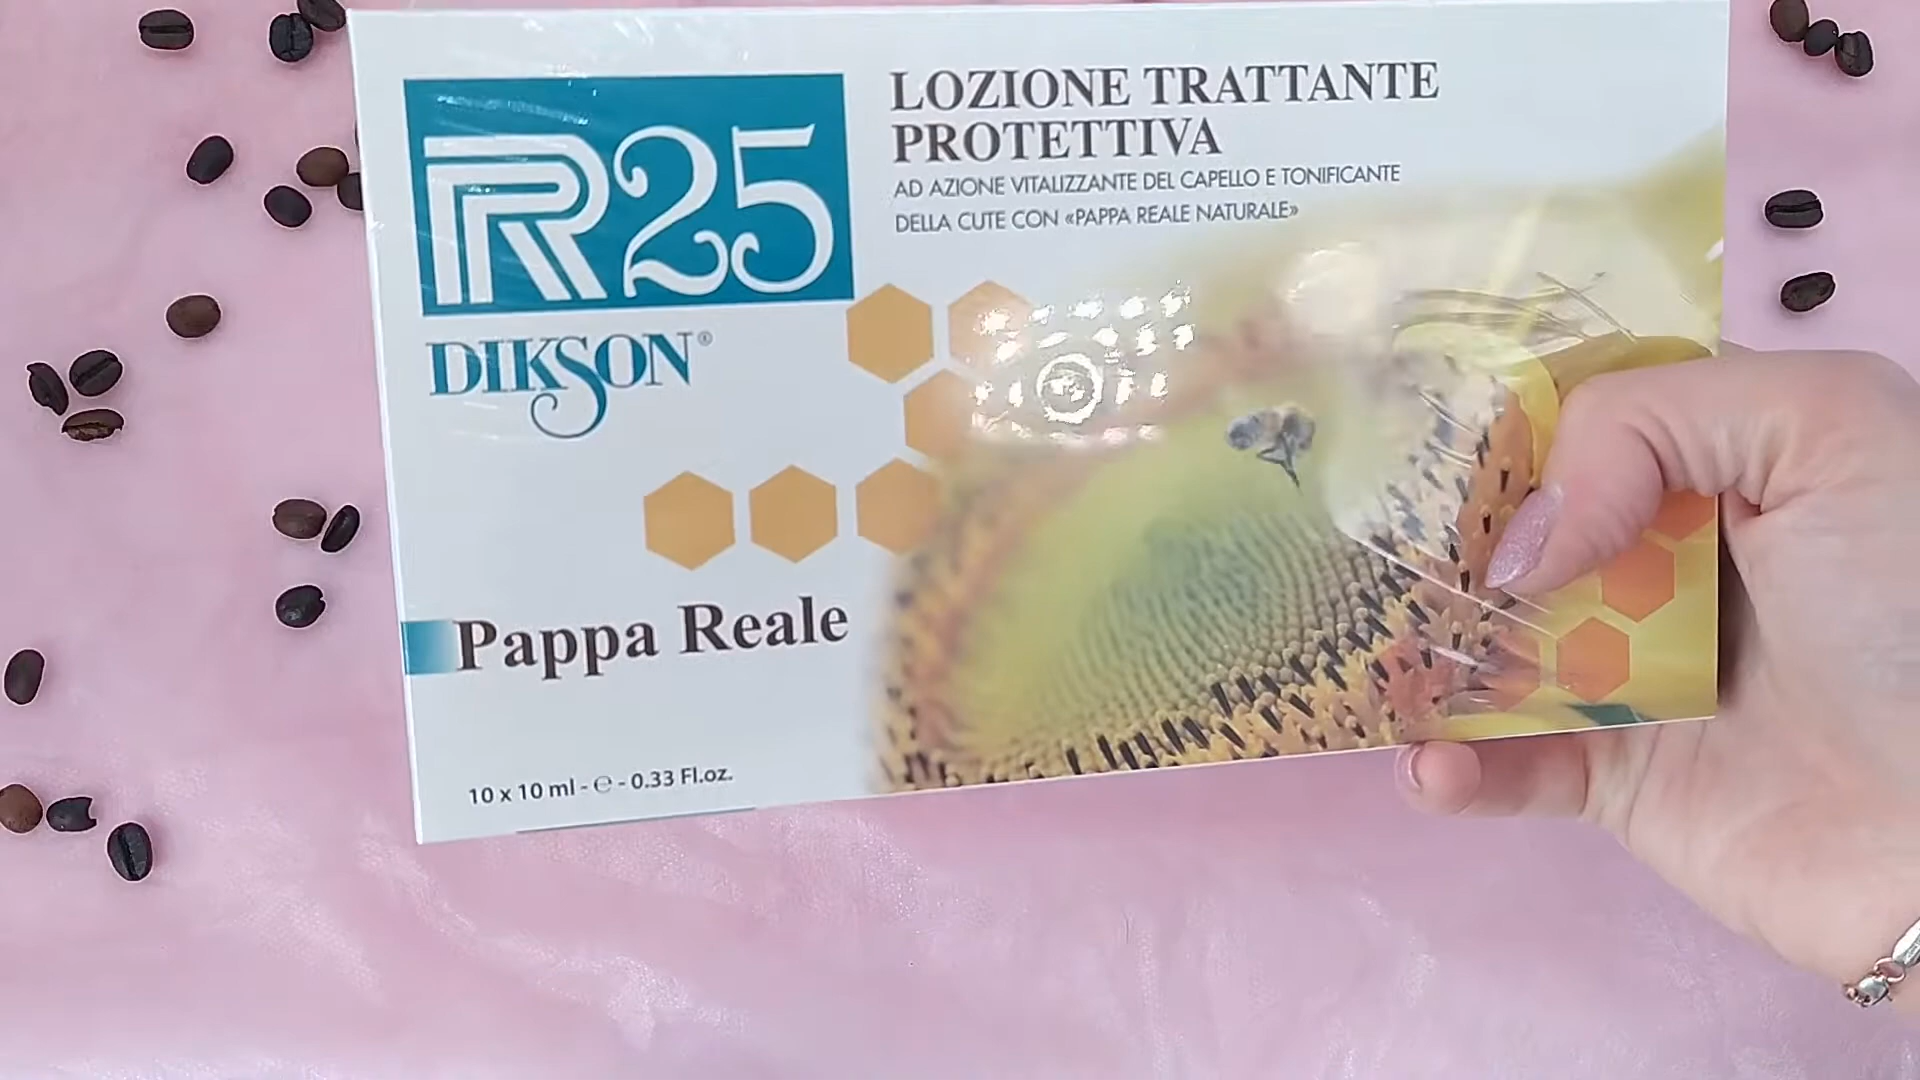 PR25
DIKSON®
LOZIONE TRATTANTE
PROTETTIVA
AD AZIONE VITALIZZANTE DEL CAPELLO E TONIFICANTE
DELLA CUTE CON «PAPPA REALE NATURALE»
Pappa Reale
10 x 10 ml - ℮ - 0.33 Fl.oz.